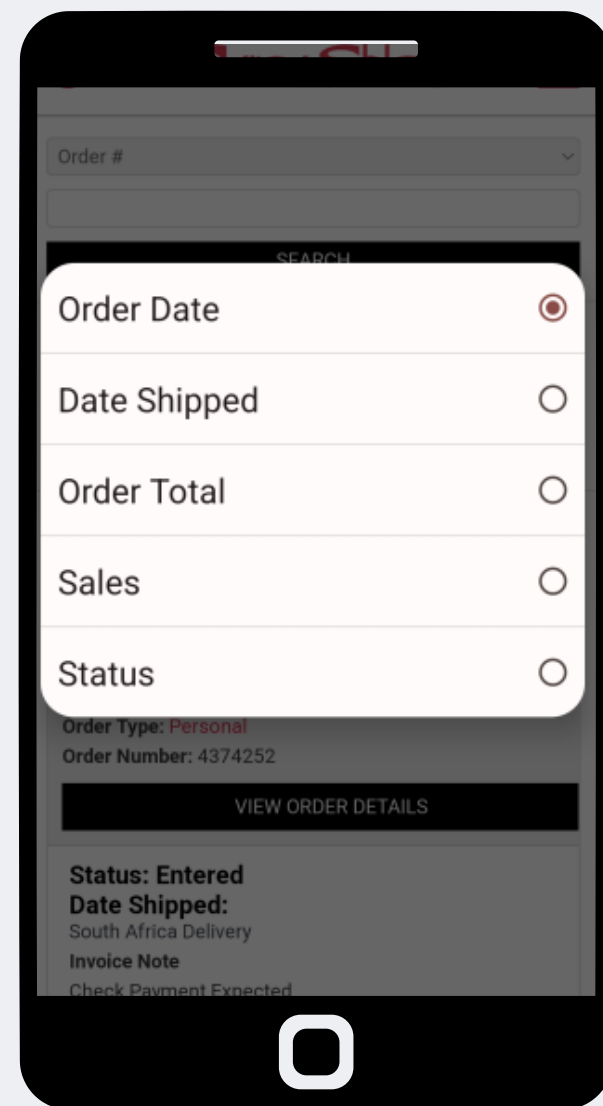 Order #
SEARCH
Order Date
Date Shipped
Order Total
Sales
Status
Order Type: Personal
Order Number: 4374252
VIEW ORDER DETAILS
Status: Entered
Date Shipped:
South Africa Delivery
Invoice Note
Check Payment Expected